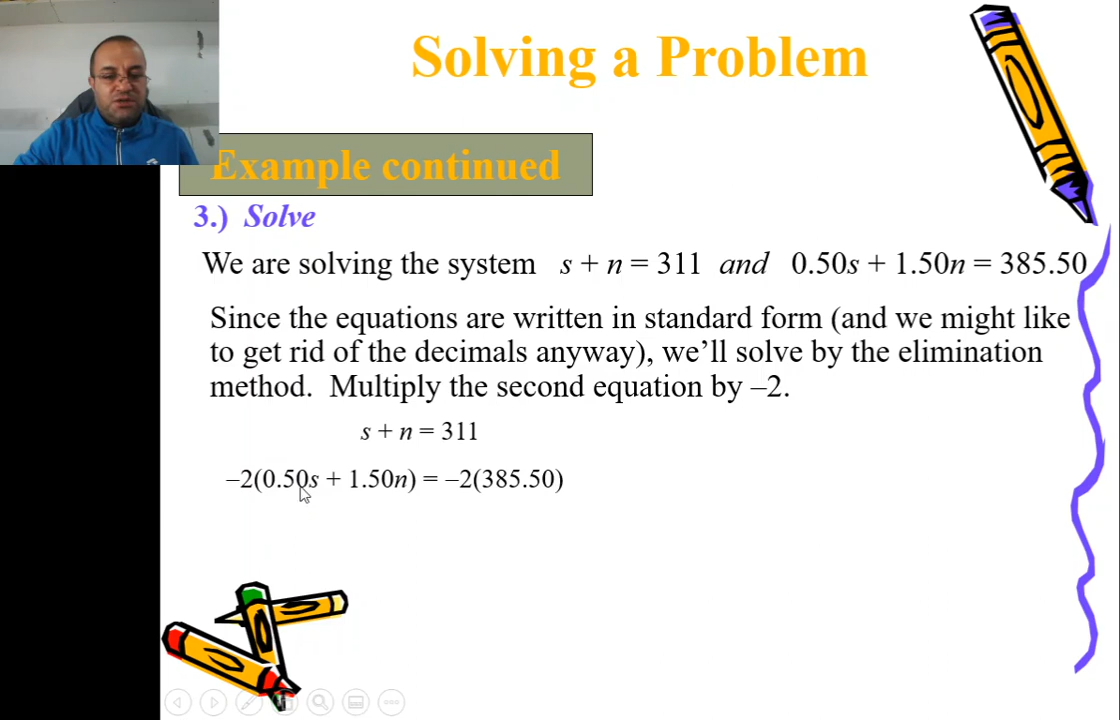 Solving a Problem
Example continued
3.) Solve
We are solving the system s + n = 311 and 0.50s + 1.50n = 385.50
Since the equations are written in standard form (and we might like
to get rid of the decimals anyway), we’ll solve by the elimination
method. Multiply the second equation by –2.
s + n = 311
–2(0.50s + 1.50n) = –2(385.50)